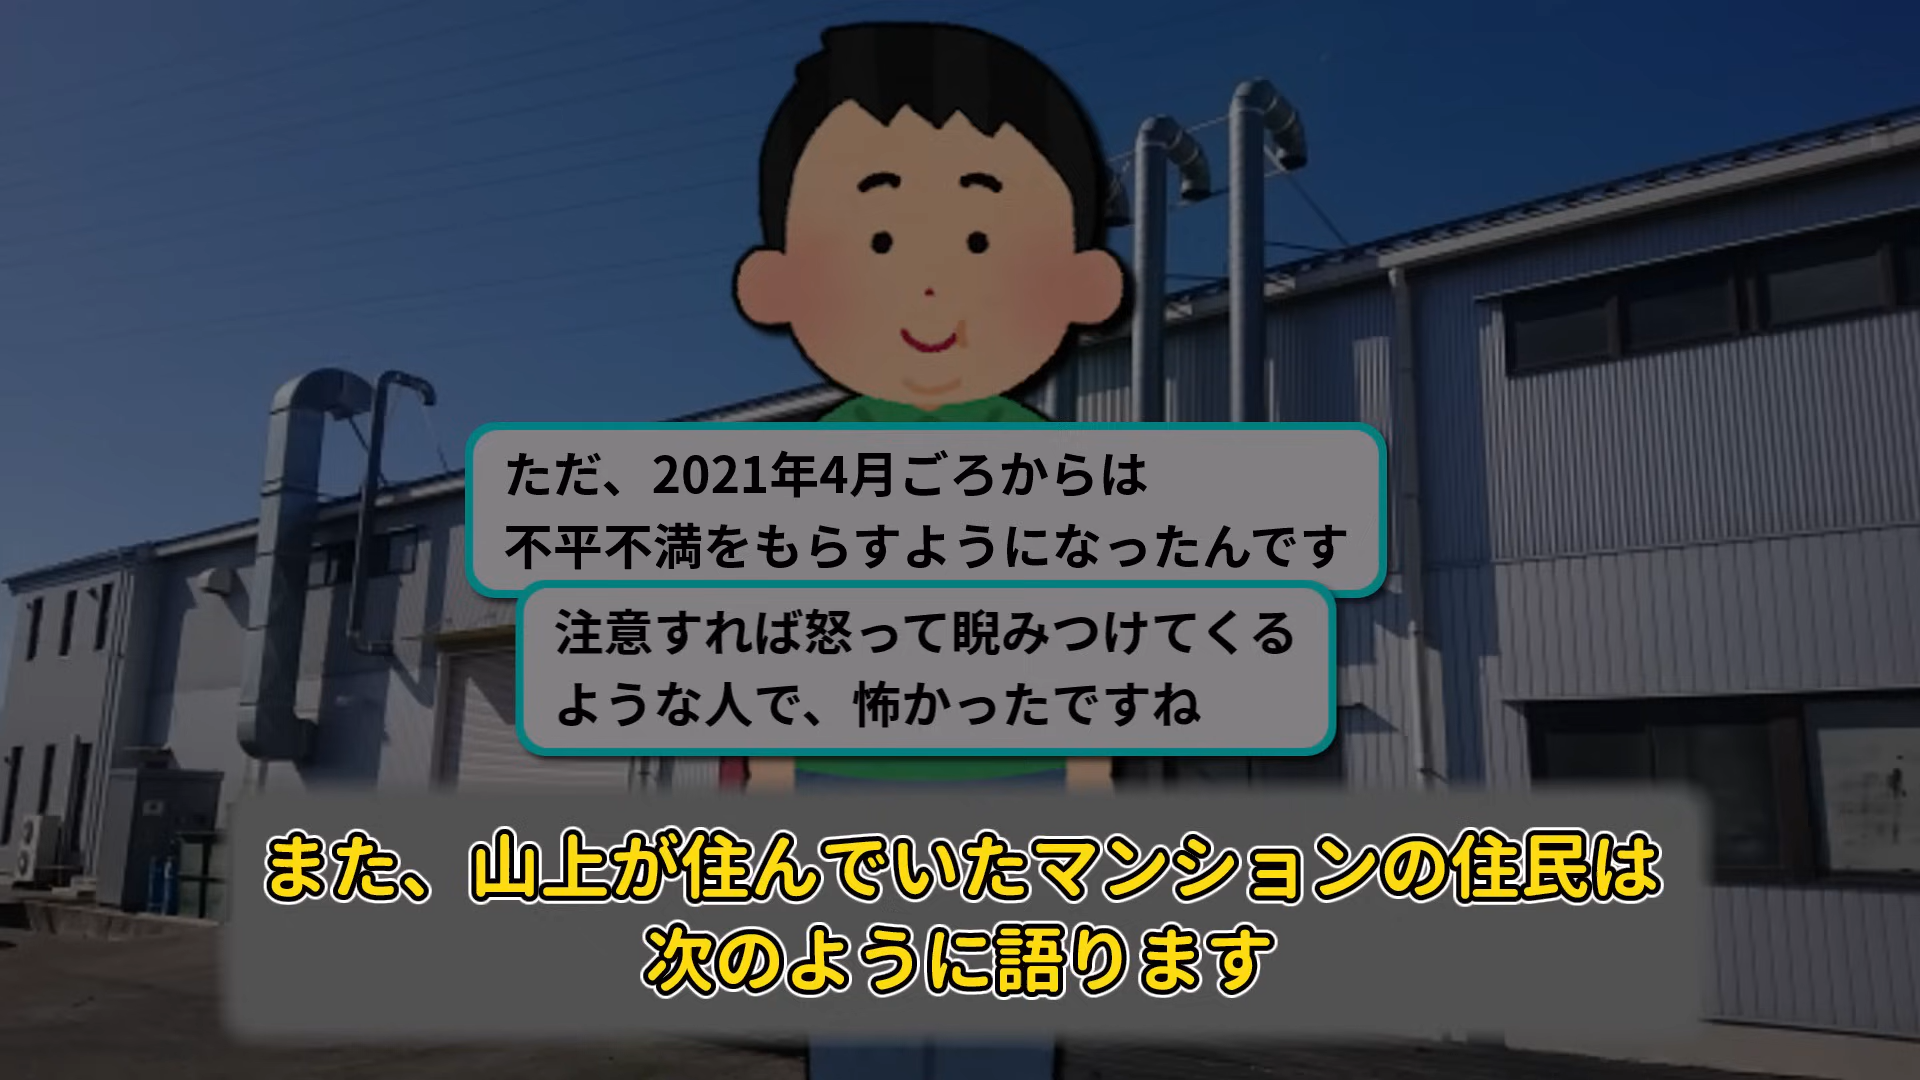 ただ、2021年4月ごろからは
不平不満をもらすようになったんです
注意すれば怒って睨みつけてくる
ような人で、怖かったですね
また、山上が住んでいたマンションの住民は
次のように語ります